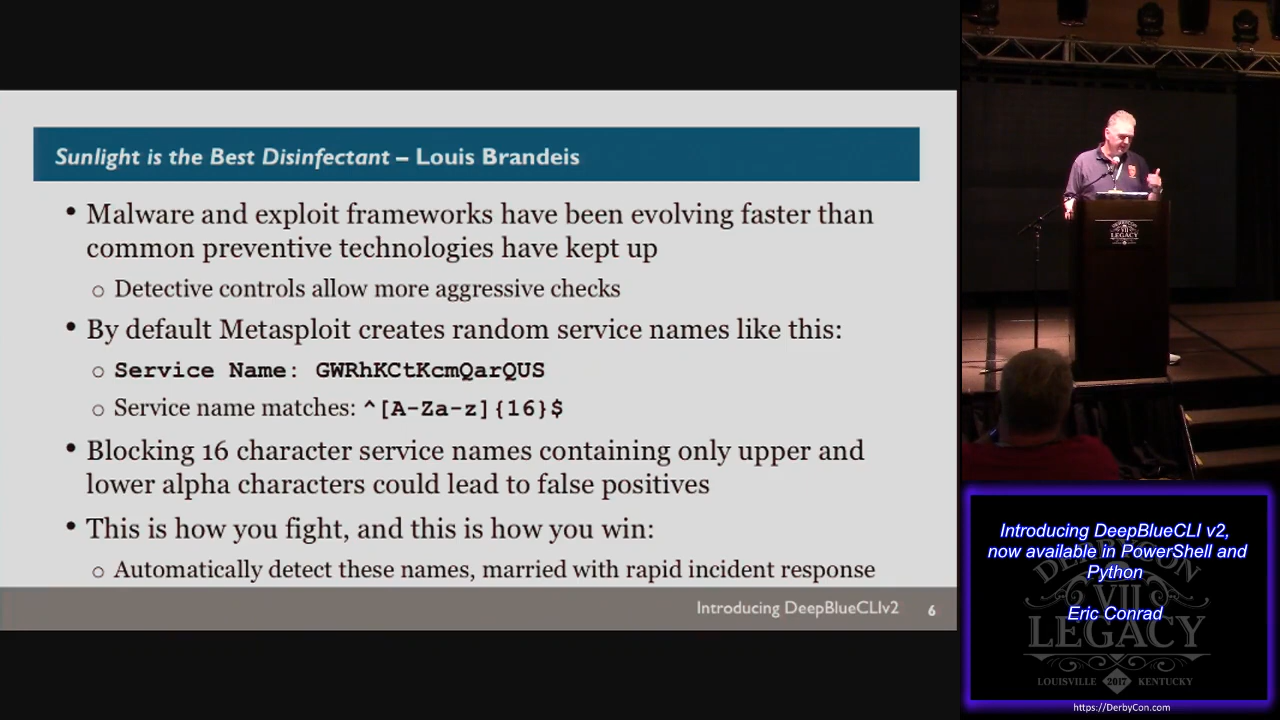 Sunlight is the Best Disinfectant – Louis Brandeis
• Malware and exploit frameworks have been evolving faster than
common preventive technologies have kept up
○ Detective controls allow more aggressive checks
• By default Metasploit creates random service names like this:
○ Service Name: GWRhKCtKcmQarQUS
○ Service name matches: ^[A-Za-z]{16}$
• Blocking 16 character service names containing only upper and
lower alpha characters could lead to false positives
• This is how you fight, and this is how you win:
○ Automatically detect these names, married with rapid incident response
Introducing DeepBlueCLIv2 6
VII
LEGACY
Introducing DeepBlueCLI v2,
now available in PowerShell and
Python
Eric Conrad
DERBYCON
VII
LEGACY
LOUISVILLE 2017 KENTUCKY
https://DerbyCon.com